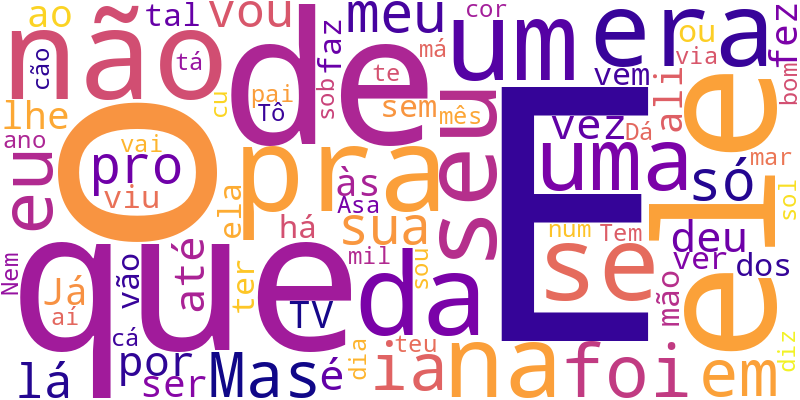 ao tal vou meu cor ou fez
não cão tá de sob faz má um era via
lhe te vem bom
ano cu pai Tô sem mês vez Dá ali ele
O vai pro viu pra seu E uma só mar
eu às Asa ela sua há num Tem deu sol
Nem que até ter mil sou da se ver dos
Já aí vão TV mão
cá dia teu
lá por ser Mas é ia na foi em diz